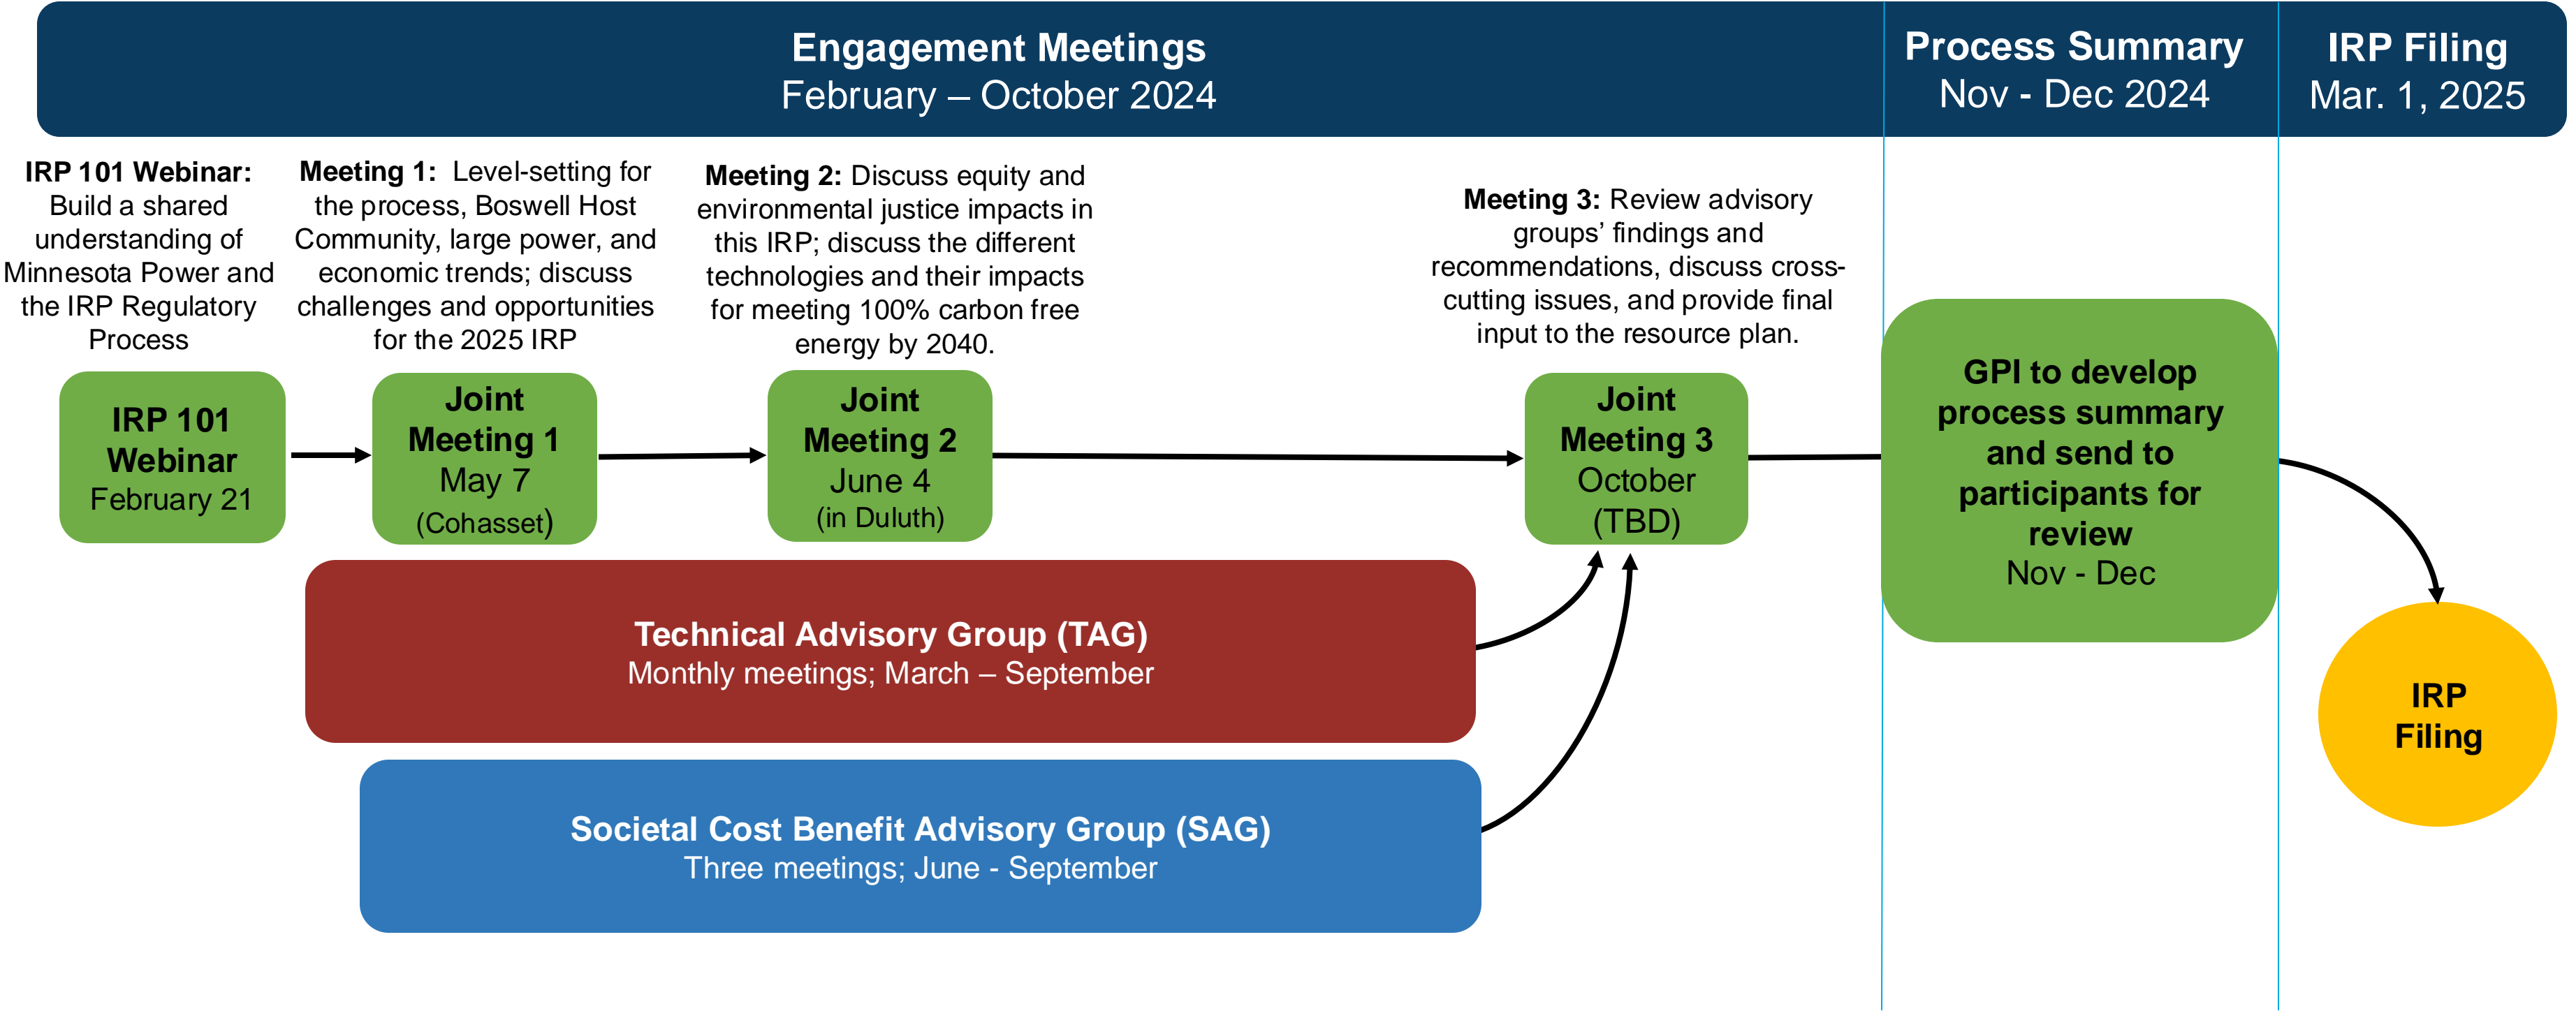 Engagement Meetings
February – October 2024
Process Summary
Nov - Dec 2024
IRP Filing
Mar. 1, 2025
IRP 101 Webinar:
Build a shared
understanding of
Minnesota Power and
the IRP Regulatory
Process
Meeting 1: Level-setting for
the process, Boswell Host
Community, large power, and
economic trends; discuss
challenges and opportunities
for the 2025 IRP
Meeting 2: Discuss equity and
environmental justice impacts in
this IRP; discuss the different
technologies and their impacts
for meeting 100% carbon free
energy by 2040.
Meeting 3: Review advisory
groups’ findings and
recommendations, discuss cross-
cutting issues, and provide final
input to the resource plan.
IRP 101
Webinar
February 21
Joint
Meeting 1
May 7
(Cohasset)
Joint
Meeting 2
June 4
(in Duluth)
Joint
Meeting 3
October
(TBD)
GPI to develop
process summary
and send to
participants for
review
Nov - Dec
Technical Advisory Group (TAG)
Monthly meetings; March – September
Societal Cost Benefit Advisory Group (SAG)
Three meetings; June - September
IRP
Filing